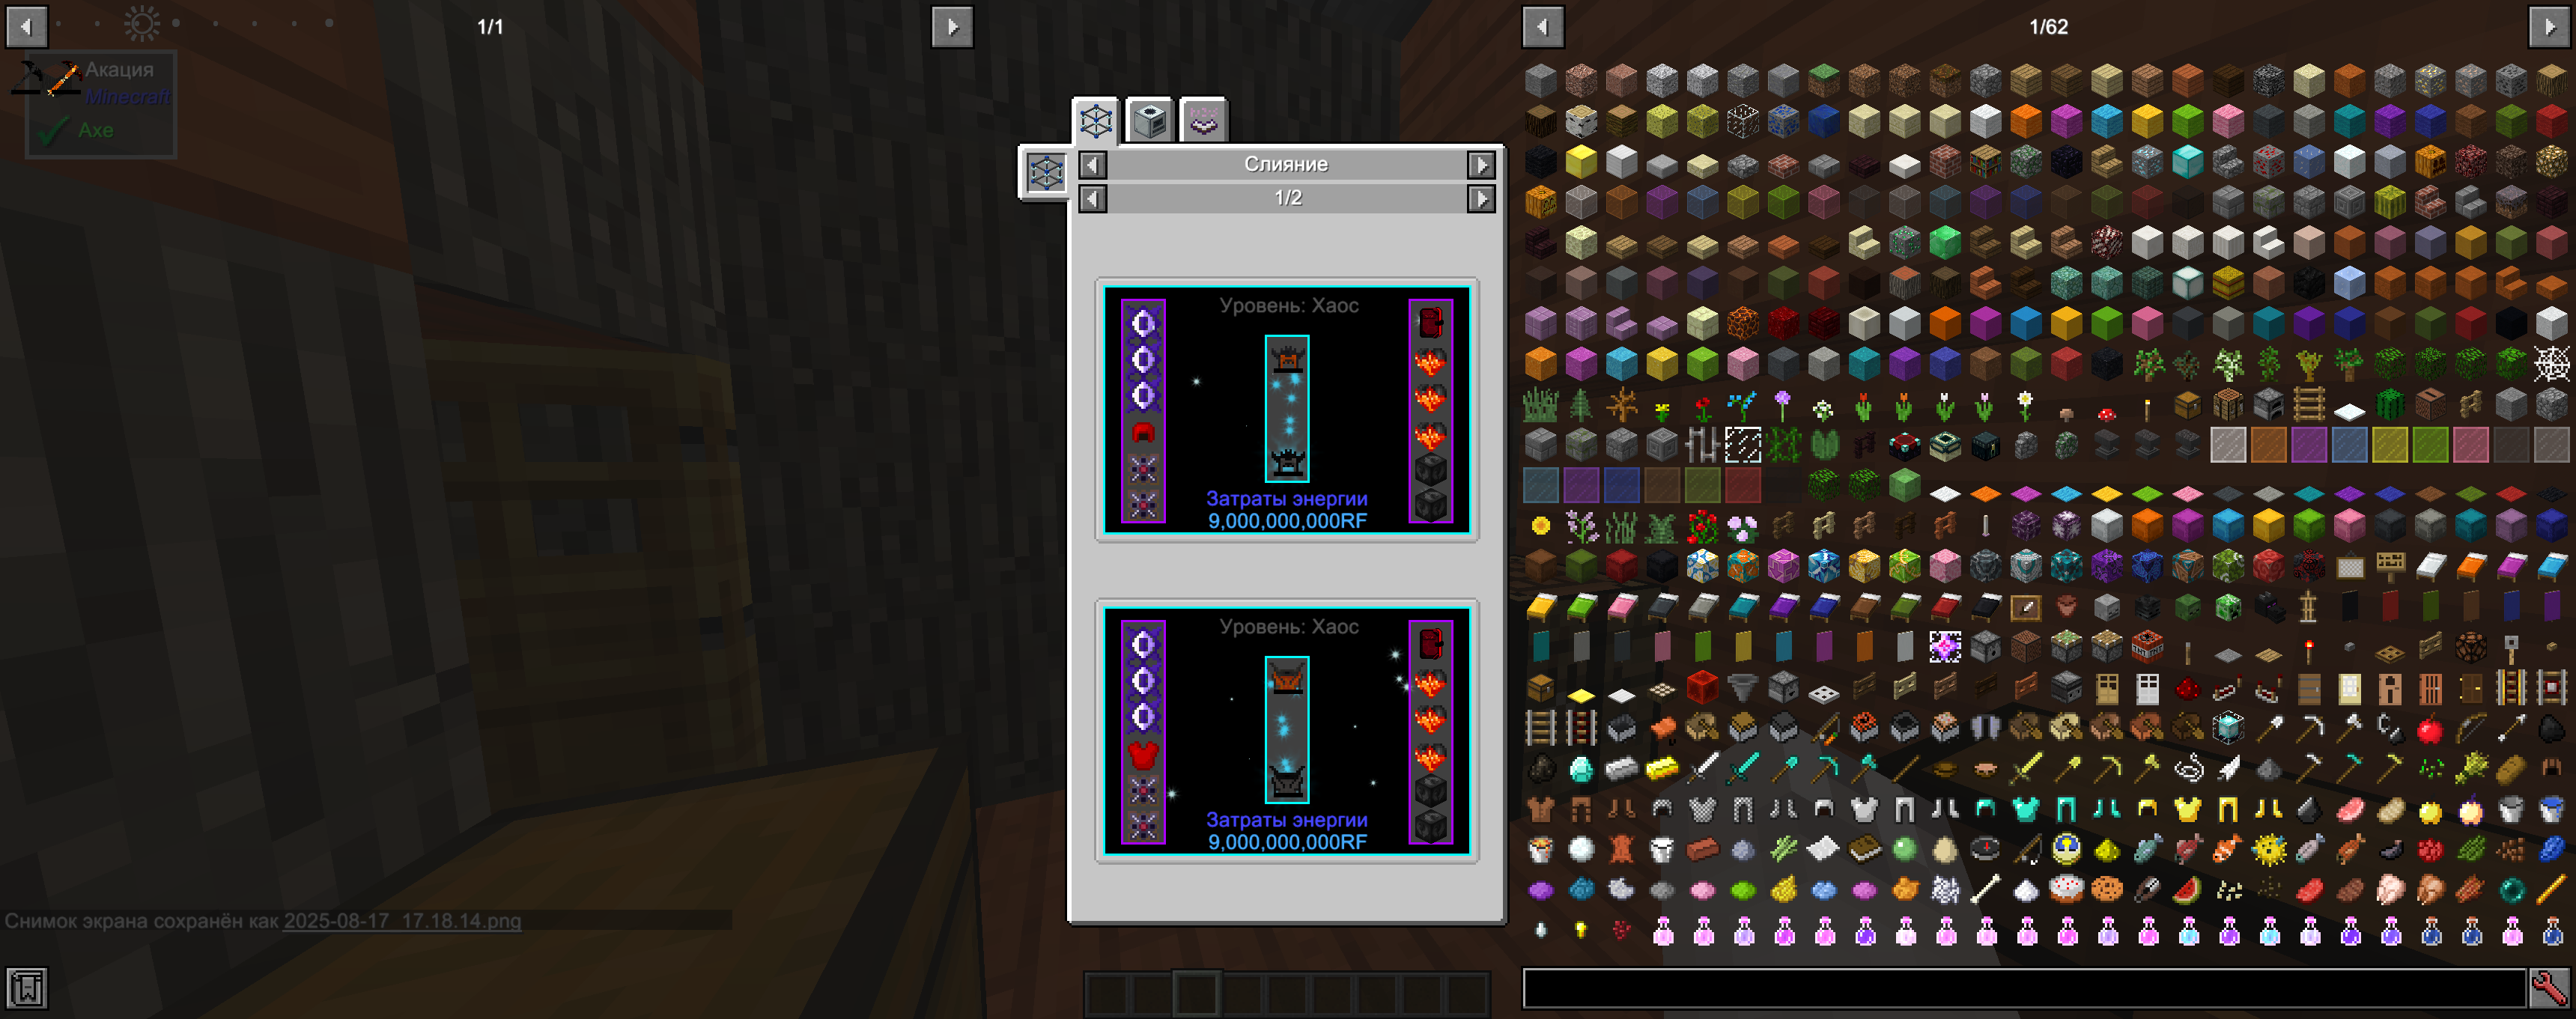 1/1
1/62
Акация
Minecraft
Axe
Слияние
1/2
Уровень: Хаос
Затраты энергии
9,000,000,000RF
Уровень: Хаос
Затраты энергии
9,000,000,000RF
Снимок экрана сохранён как 2025-08-17_17.18.14.png